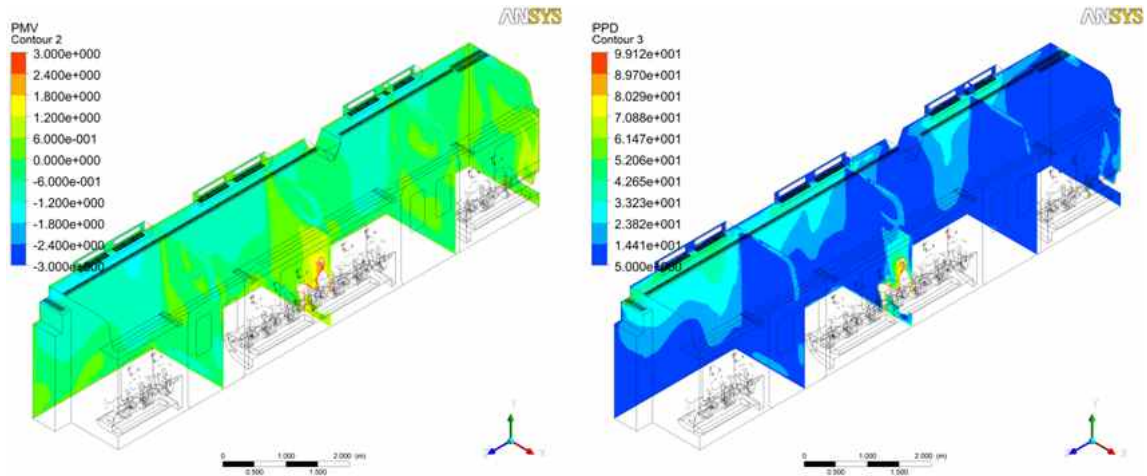 PMV
Contour 2
3.000e+000
2.400e+000
1.800e+000
1.200e+000
6.000e-001
0.000e+000
-6.000e-001
-1.200e+000
-1.800e+000
-2.400e+000
-3.000e+000
ANSYS
0 1.000 2.000 (m)
0.500 1.500
Y
PPD
Contour 3
9.912e+001
8.970e+001
8.029e+001
7.088e+001
6.147e+001
5.206e+001
4.265e+001
3.323e+001
2.382e+001
1.441e+001
5.000e+000
ANSYS
0 1.000 2.000 (m)
0.500 1.500
Y